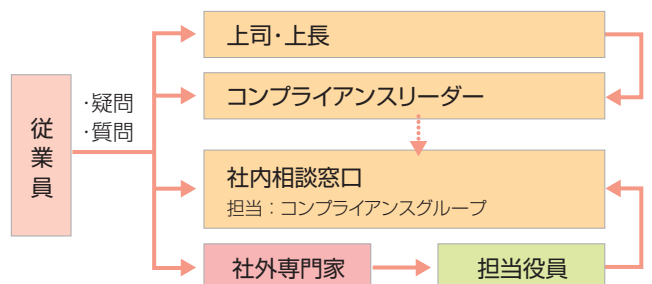 上司・上長
コンプライアンスリーダー
・疑問
・質問
従業員
社内相談窓口
担当：コンプライアンスグループ
社外専門家
担当役員